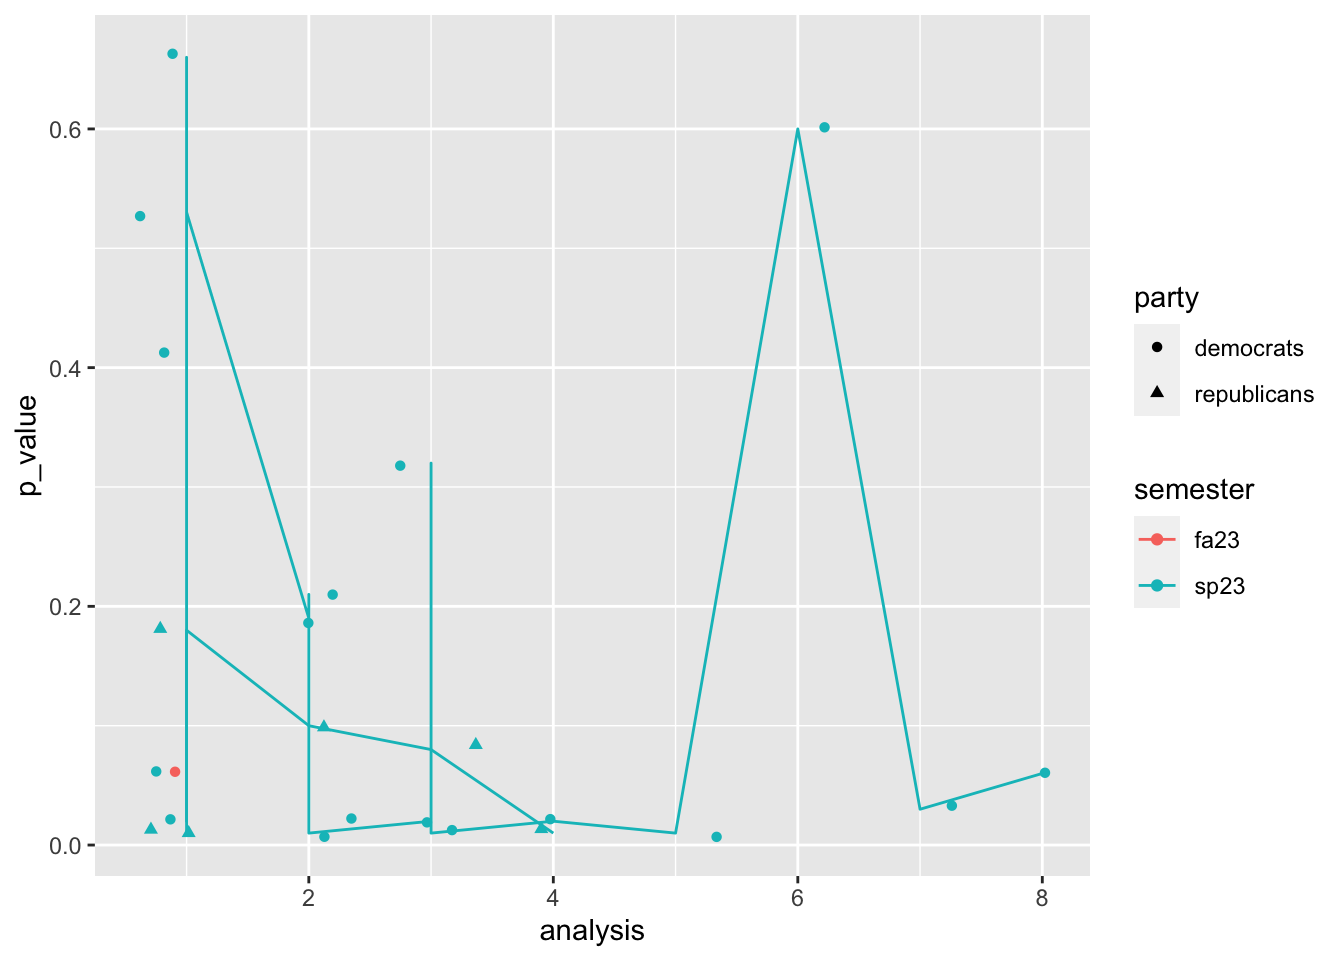 0.6
0.4
0.2
0.0
p_value
2 4 6 8
analysis
party
democrats
republicans
semester
fa23
sp23